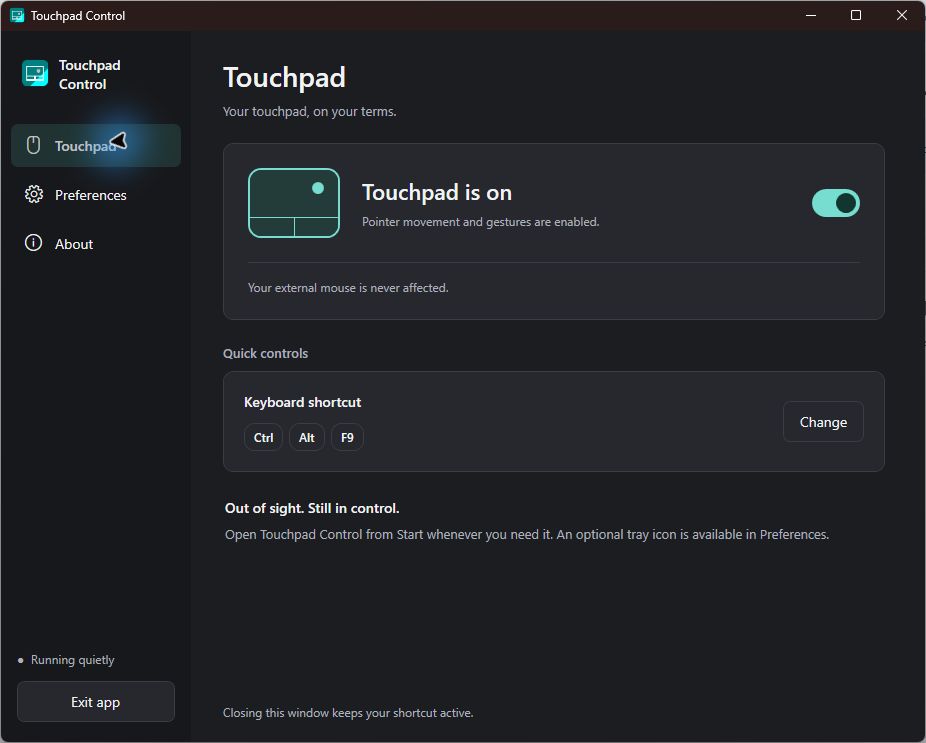 Touchpad Control
Touchpad
Control
Touchpad
Preferences
About
Running quietly
Exit app
Touchpad
Your touchpad, on your terms.
Touchpad is on
Pointer movement and gestures are enabled.
Your external mouse is never affected.
Quick controls
Keyboard shortcut
Ctrl Alt F9
Change
Out of sight. Still in control.
Open Touchpad Control from Start whenever you need it. An optional tray icon is available in Preferences.
Closing this window keeps your shortcut active.